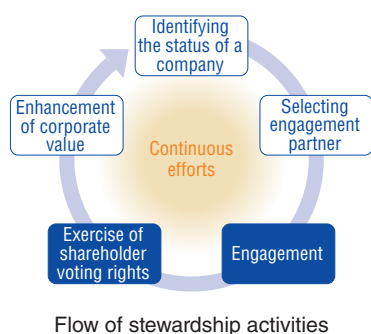 Identifying
the status of a
company
Selecting
engagement
partner
Engagement
Exercise of
shareholder
voting rights
Enhancement
of corporate
value
Continuous
efforts
Flow of stewardship activities